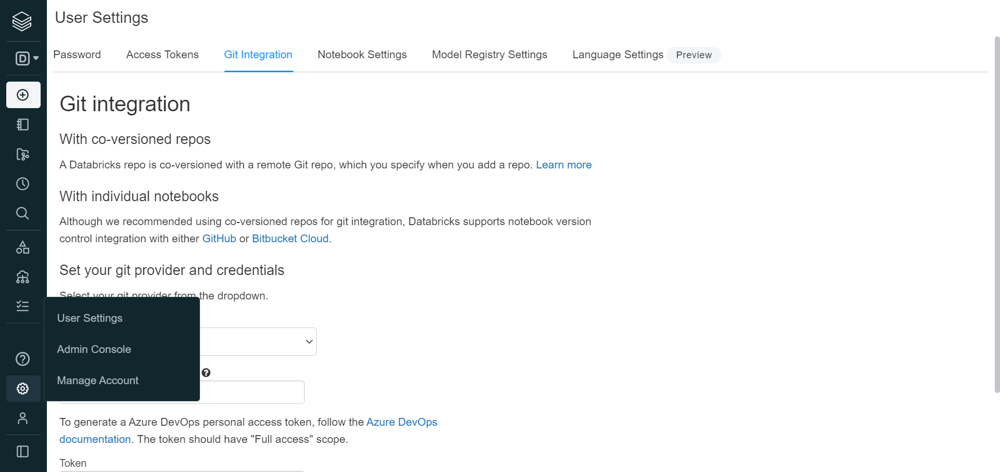 User Settings
D
Password Access Tokens Git Integration Notebook Settings Model Registry Settings Language Settings Preview
Git integration
With co-versioned repos
A Databricks repo is co-versioned with a remote Git repo, which you specify when you add a repo. Learn more
With individual notebooks
Although we recommended using co-versioned repos for git integration, Databricks supports notebook version
control integration with either GitHub or Bitbucket Cloud.
Set your git provider and credentials
Select your git provider from the dropdown.
User Settings
Admin Console
Manage Account
To generate a Azure DevOps personal access token, follow the Azure DevOps
documentation. The token should have "Full access" scope.
Token